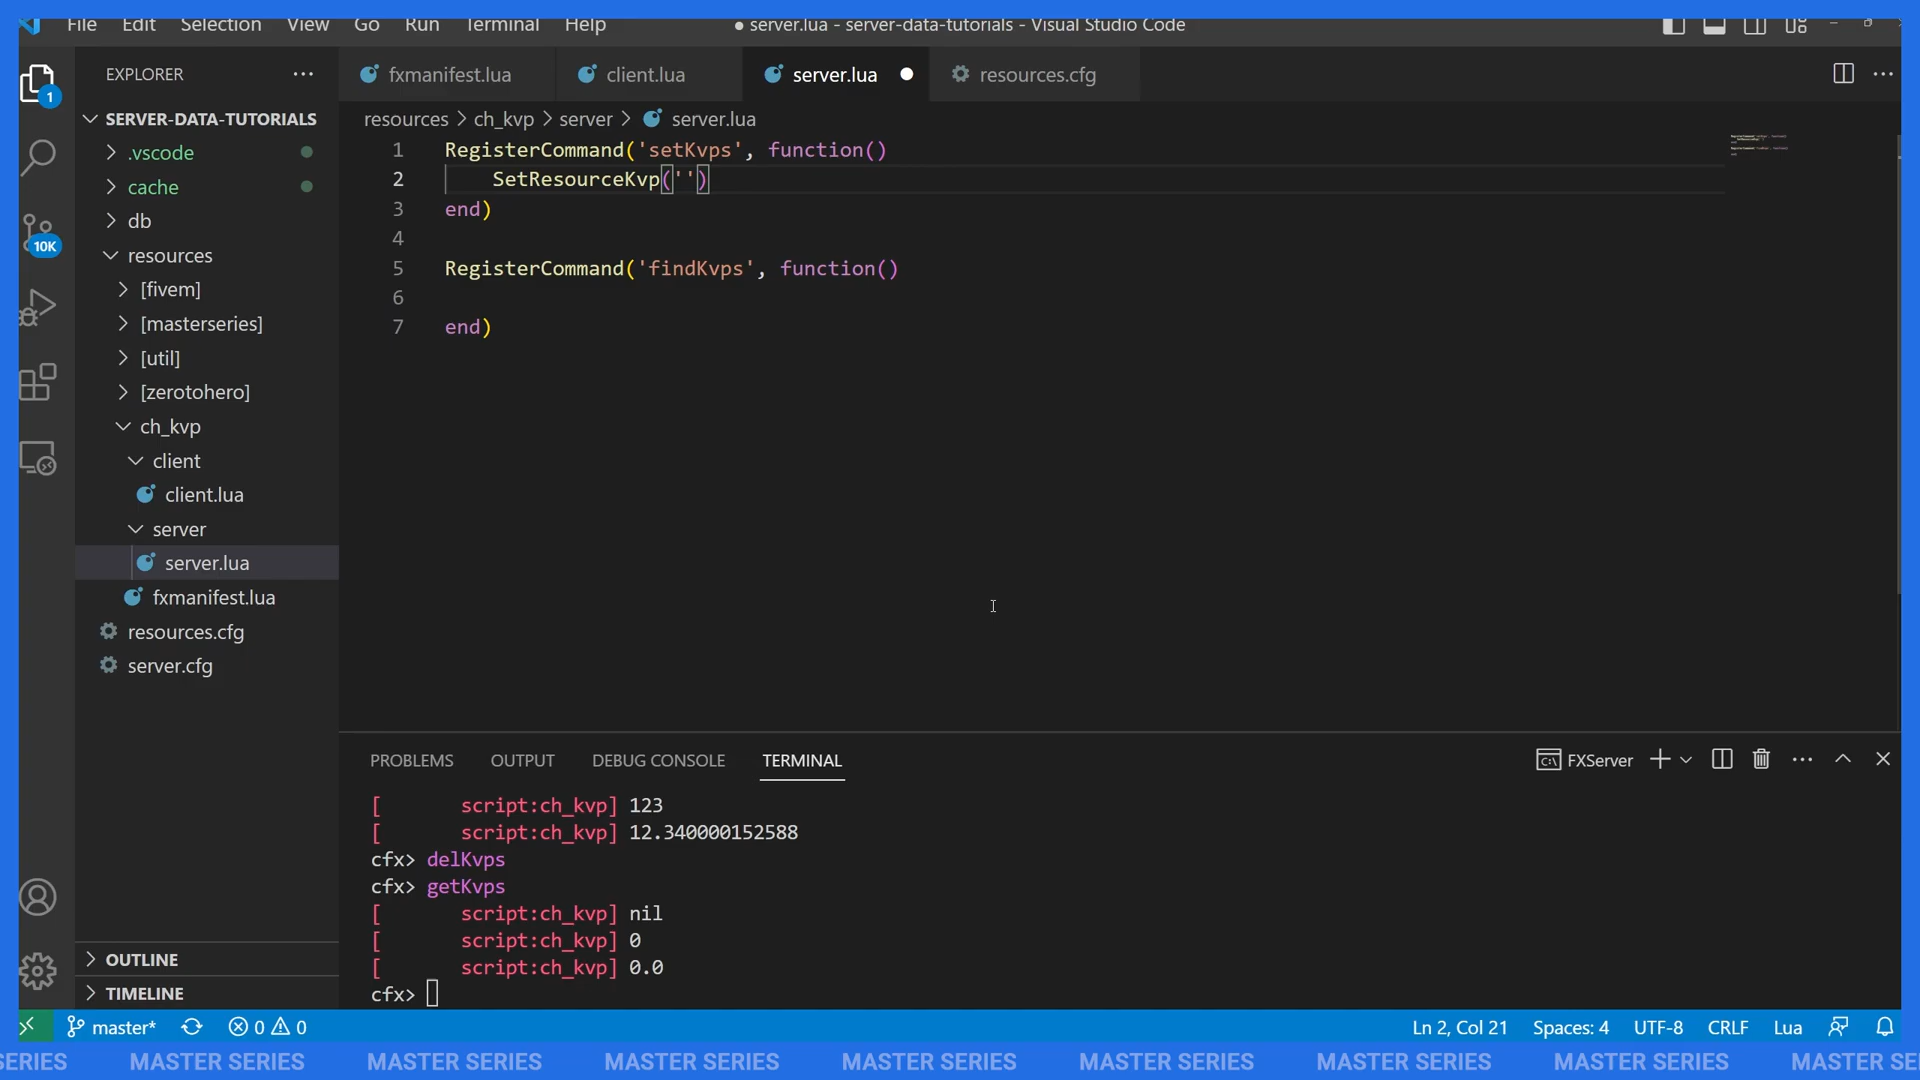 File Edit Selection View Go Run Terminal Help ● server.lua - server-data-tutorials - Visual Studio Code
EXPLORER
fxmanifest.lua client.lua server.lua resources.cfg
1
SERVER-DATA-TUTORIALS
resources > ch_kvp > server > server.lua
.vscode
cache
db
10K
resources
[fivem]
[masterseries]
[util]
[zerotohero]
ch_kvp
client
client.lua
server
server.lua
fxmanifest.lua
resources.cfg
server.cfg
OUTLINE
TIMELINE
1 RegisterCommand('setKvps', function()
2 SetResourceKvp('')
3 end)
4
5 RegisterCommand('findKvps', function()
6
7 end)
PROBLEMS OUTPUT DEBUG CONSOLE TERMINAL FXServer
[ script:ch_kvp] 123
[ script:ch_kvp] 12.340000152588
cfx> delKvps
cfx> getKvps
[ script:ch_kvp] nil
[ script:ch_kvp] 0
[ script:ch_kvp] 0.0
cfx>
master* 0 0 Ln 2, Col 21 Spaces: 4 UTF-8 CRLF Lua
SERIES MASTER SERIES MASTER SERIES MASTER SERIES MASTER SERIES MASTER SERIES MASTER SERIES MASTER SERIES MASTER SE